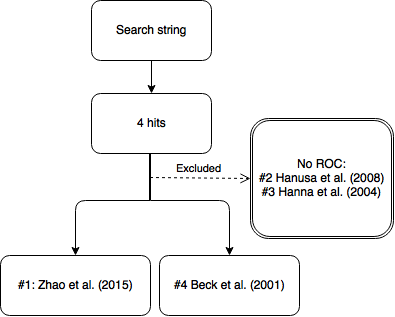 Search string
4 hits
Excluded
No ROC:
#2 Hanusa et al. (2008)
#3 Hanna et al. (2004)
#1: Zhao et al. (2015)
#4 Beck et al. (2001)